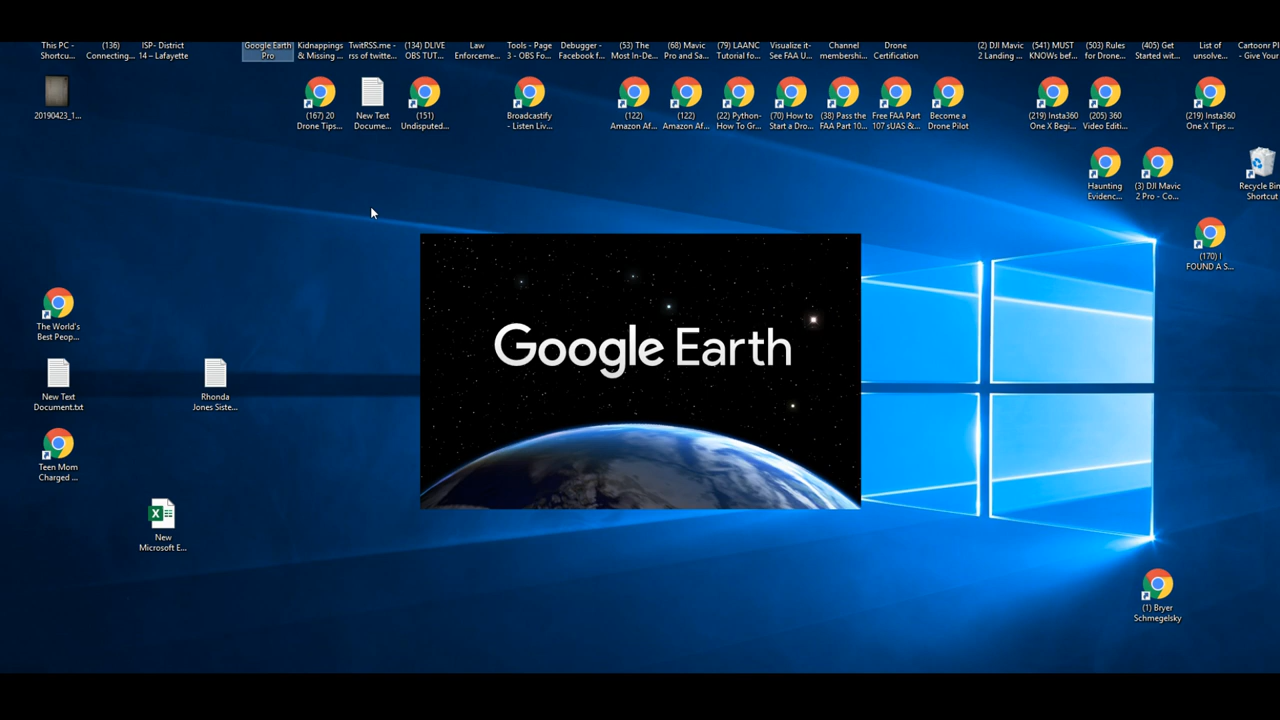 This PC -
Shortcu...
(136)
Connecting...
ISP- District
14 – Lafayette
Google Earth
Pro
Kidnappings
& Missing ...
TwitRSS.me -
rss of twitte...
(134) DLIVE
OBS TUT...
Law
Enforceme...
Tools - Page
3 - OBS Fo...
Debugger -
Facebook f...
(53) The
Most In-De...
(68) Mavic
Pro and Sa...
(79) LAANC
Tutorial fo...
Visualize it-
See FAA U...
Channel
membershi...
Drone
Certification
(2) DJI Mavic
2 Landing ...
(541) MUST
KNOWs bef...
(503) Rules
for Drone...
(405) Get
Started wit...
List of
unsolve...
Cartoonr P
- Give Your
20190423_1...
(167) 20
Drone Tips...
New Text
Docume...
(151)
Undisputed...
Broadcastify
- Listen Liv...
(122)
Amazon Af...
(122)
Amazon Af...
(22) Python-
How To Gr...
(70) How to
Start a Dro...
(38) Pass the
FAA Part 10...
Free FAA Part
107 sUAS &...
Become a
Drone Pilot
(219) Insta360
One X Begi...
(205) 360
Video Editi...
(219) Insta360
One X Tips ...
Haunting
Evidenc...
(3) DJI Mavic
2 Pro - Co...
Recycle Bin
Shortcut
(170) I
FOUND A S...
Google Earth
The World's
Best Peop...
New Text
Document.txt
Rhonda
Jones Siste...
Teen Mom
Charged ...
New
Microsoft E...
(1) Bryer
Schmegelsky